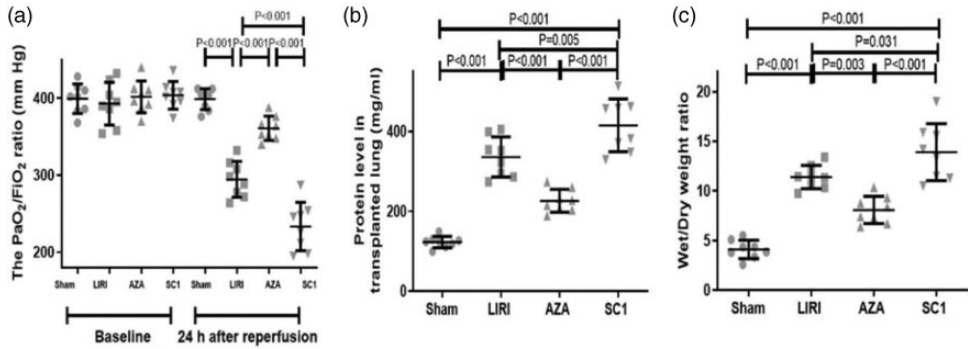 (a)
The PaO2/FiO2 ratio (mm Hg)
400
300
200
P<0.001
P<0.001 P<0.001 P<0.001
Sham LIRI AZA SC1 Sham LIRI AZA SC1
Baseline 24 h after reperfusion
(b)
Protein level in
transplanted lung (mg/ml)
400
200
0
P<0.001
P=0.005
P<0.001 P<0.001 P<0.001
Sham LIRI AZA SC1
(c)
Wet/Dry weight ratio
20
15
10
5
0
P<0.001
P=0.031
P<0.001 P=0.003 P<0.001
Sham LIRI AZA SC1